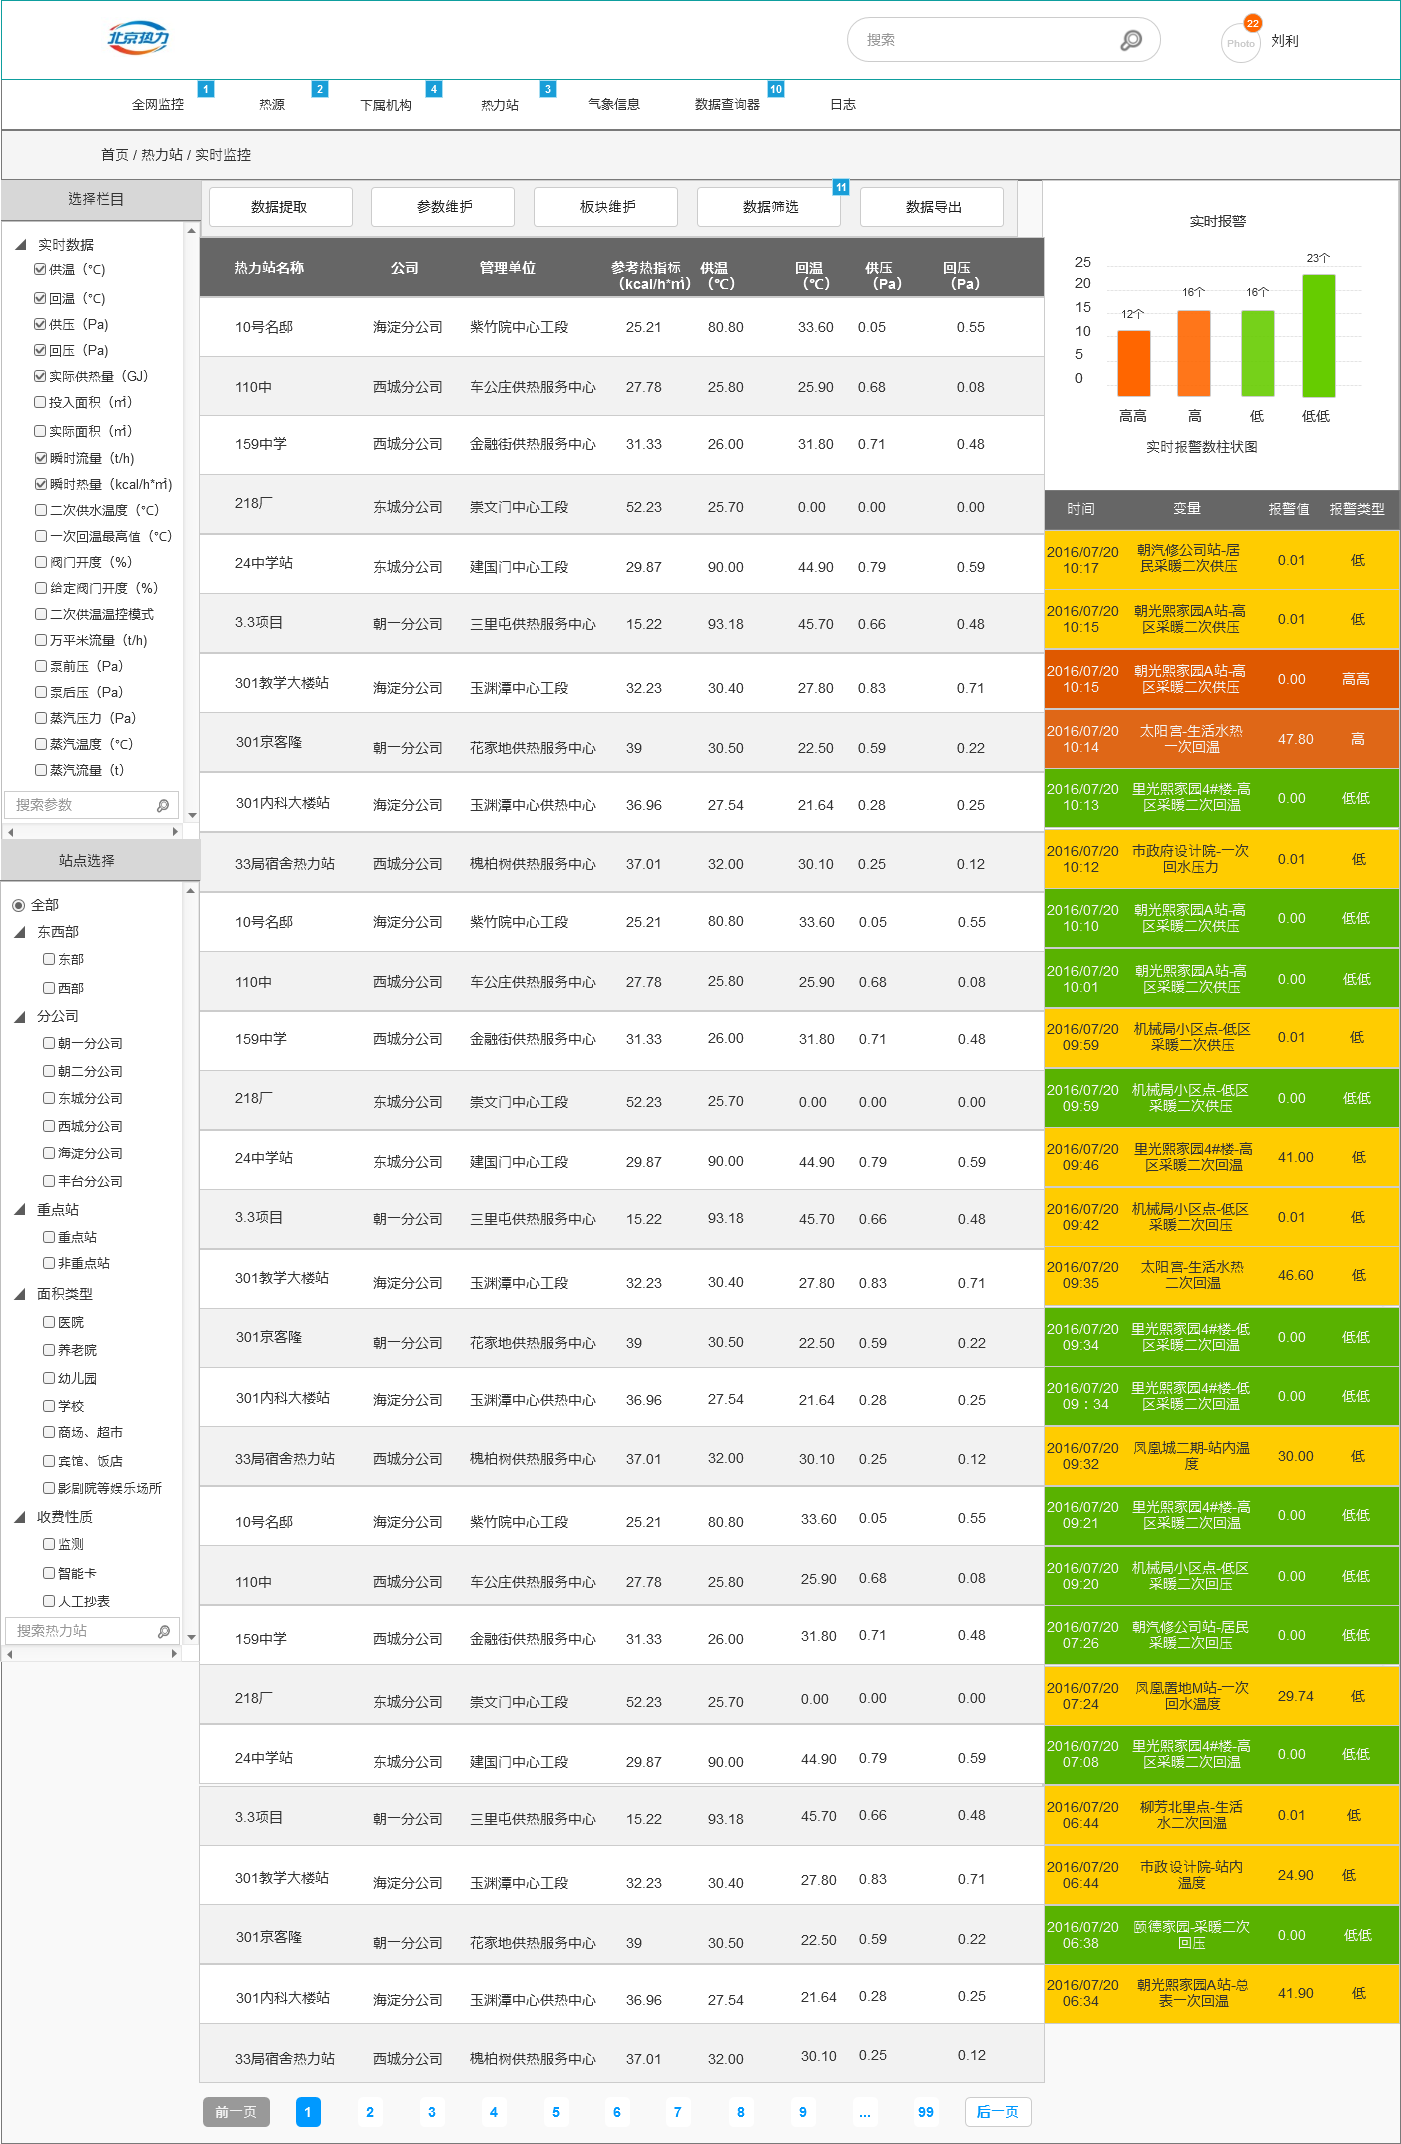 北京热力
搜索
Photo
22
刘利
全网监控 1
热源 2
下属机构 4
热力站 3
气象信息
数据查询器 10
日志
首页 / 热力站 / 实时监控
选择栏目
实时数据
供温（℃）
回温（℃）
供压（Pa）
回压（Pa）
实际供热量（GJ）
投入面积（㎡）
实际面积（㎡）
瞬时流量（t/h)
瞬时热量（kcal/h*㎡)
二次供水温度（℃）
一次回温最高值（℃）
阀门开度（%）
给定阀门开度（%）
二次供温温控模式
万平米流量（t/h)
泵前压（Pa）
泵后压（Pa）
蒸汽压力（Pa）
蒸汽温度（℃）
蒸汽流量（t）
搜索参数
站点选择
全部
东西部
东部
西部
分公司
朝一分公司
朝二分公司
东城分公司
西城分公司
海淀分公司
丰台分公司
重点站
重点站
非重点站
面积类型
医院
养老院
幼儿园
学校
商场、超市
宾馆、饭店
影剧院等娱乐场所
收费性质
监测
智能卡
人工抄表
搜索热力站
数据提取 参数维护 板块维护 数据筛选 11 数据导出
热力站名称 公司 管理单位 参考热指标（kcal/h*㎡） 供温（℃） 回温（℃） 供压（Pa） 回压（Pa）
10号名邸 海淀分公司 紫竹院中心工段 25.21 80.80 33.60 0.05 0.55
110中 西城分公司 车公庄供热服务中心 27.78 25.80 25.90 0.68 0.08
159中学 西城分公司 金融街供热服务中心 31.33 26.00 31.80 0.71 0.48
218厂 东城分公司 崇文门中心工段 52.23 25.70 0.00 0.00 0.00
24中学站 东城分公司 建国门中心工段 29.87 90.00 44.90 0.79 0.59
3.3项目 朝一分公司 三里屯供热服务中心 15.22 93.18 45.70 0.66 0.48
301教学大楼站 海淀分公司 玉渊潭中心工段 32.23 30.40 27.80 0.83 0.71
301京客隆 朝一分公司 花家地供热服务中心 39 30.50 22.50 0.59 0.22
301内科大楼站 海淀分公司 玉渊潭中心供热中心 36.96 27.54 21.64 0.28 0.25
33局宿舍热力站 西城分公司 槐柏树供热服务中心 37.01 32.00 30.10 0.25 0.12
10号名邸 海淀分公司 紫竹院中心工段 25.21 80.80 33.60 0.05 0.55
110中 西城分公司 车公庄供热服务中心 27.78 25.80 25.90 0.68 0.08
159中学 西城分公司 金融街供热服务中心 31.33 26.00 31.80 0.71 0.48
218厂 东城分公司 崇文门中心工段 52.23 25.70 0.00 0.00 0.00
24中学站 东城分公司 建国门中心工段 29.87 90.00 44.90 0.79 0.59
3.3项目 朝一分公司 三里屯供热服务中心 15.22 93.18 45.70 0.66 0.48
301教学大楼站 海淀分公司 玉渊潭中心工段 32.23 30.40 27.80 0.83 0.71
301京客隆 朝一分公司 花家地供热服务中心 39 30.50 22.50 0.59 0.22
301内科大楼站 海淀分公司 玉渊潭中心供热中心 36.96 27.54 21.64 0.28 0.25
33局宿舍热力站 西城分公司 槐柏树供热服务中心 37.01 32.00 30.10 0.25 0.12
10号名邸 海淀分公司 紫竹院中心工段 25.21 80.80 33.60 0.05 0.55
110中 西城分公司 车公庄供热服务中心 27.78 25.80 25.90 0.68 0.08
159中学 西城分公司 金融街供热服务中心 31.33 26.00 31.80 0.71 0.48
218厂 东城分公司 崇文门中心工段 52.23 25.70 0.00 0.00 0.00
24中学站 东城分公司 建国门中心工段 29.87 90.00 44.90 0.79 0.59
3.3项目 朝一分公司 三里屯供热服务中心 15.22 93.18 45.70 0.66 0.48
301教学大楼站 海淀分公司 玉渊潭中心工段 32.23 30.40 27.80 0.83 0.71
301京客隆 朝一分公司 花家地供热服务中心 39 30.50 22.50 0.59 0.22
301内科大楼站 海淀分公司 玉渊潭中心供热中心 36.96 27.54 21.64 0.28 0.25
33局宿舍热力站 西城分公司 槐柏树供热服务中心 37.01 32.00 30.10 0.25 0.12
前一页 1 2 3 4 5 6 7 8 9 ... 99 后一页
实时报警
25
20
15
10
5
0
12个 16个 16个 23个
高高 高 低 低低
实时报警数柱状图
时间 变量 报警值 报警类型
2016/07/20 10:17 朝汽修公司站-居民采暖二次供压 0.01 低
2016/07/20 10:15 朝光熙家园A站-高区采暖二次供压 0.01 低
2016/07/20 10:15 朝光熙家园A站-高区采暖二次供压 0.00 高高
2016/07/20 10:14 太阳宫-生活水热一次回温 47.80 高
2016/07/20 10:13 里光熙家园4#楼-高区采暖二次回温 0.00 低低
2016/07/20 10:12 市政府设计院-一次回水压力 0.01 低
2016/07/20 10:10 朝光熙家园A站-高区采暖二次供压 0.00 低低
2016/07/20 10:01 朝光熙家园A站-高区采暖二次供压 0.00 低低
2016/07/20 09:59 机械局小区点-低区采暖二次供压 0.01 低
2016/07/20 09:59 机械局小区点-低区采暖二次供压 0.00 低低
2016/07/20 09:46 里光熙家园4#楼-高区采暖二次回温 41.00 低
2016/07/20 09:42 机械局小区点-低区采暖二次回压 0.01 低
2016/07/20 09:35 太阳宫-生活水热二次回温 46.60 低
2016/07/20 09:34 里光熙家园4#楼-低区采暖二次回温 0.00 低低
2016/07/20 09：34 里光熙家园4#楼-低区采暖二次回温 0.00 低低
2016/07/20 09:32 凤凰城二期-站内温度 30.00 低
2016/07/20 09:21 里光熙家园4#楼-高区采暖二次回温 0.00 低低
2016/07/20 09:20 机械局小区点-低区采暖二次回压 0.00 低低
2016/07/20 07:26 朝汽修公司站-居民采暖二次回压 0.00 低低
2016/07/20 07:24 凤凰置地M站-一次回水温度 29.74 低
2016/07/20 07:08 里光熙家园4#楼-高区采暖二次回温 0.00 低低
2016/07/20 06:44 柳芳北里点-生活水二次回温 0.01 低
2016/07/20 06:44 市政设计院-站内温度 24.90 低
2016/07/20 06:38 颐德家园-采暖二次回压 0.00 低低
2016/07/20 06:34 朝光熙家园A站-总表一次回温 41.90 低